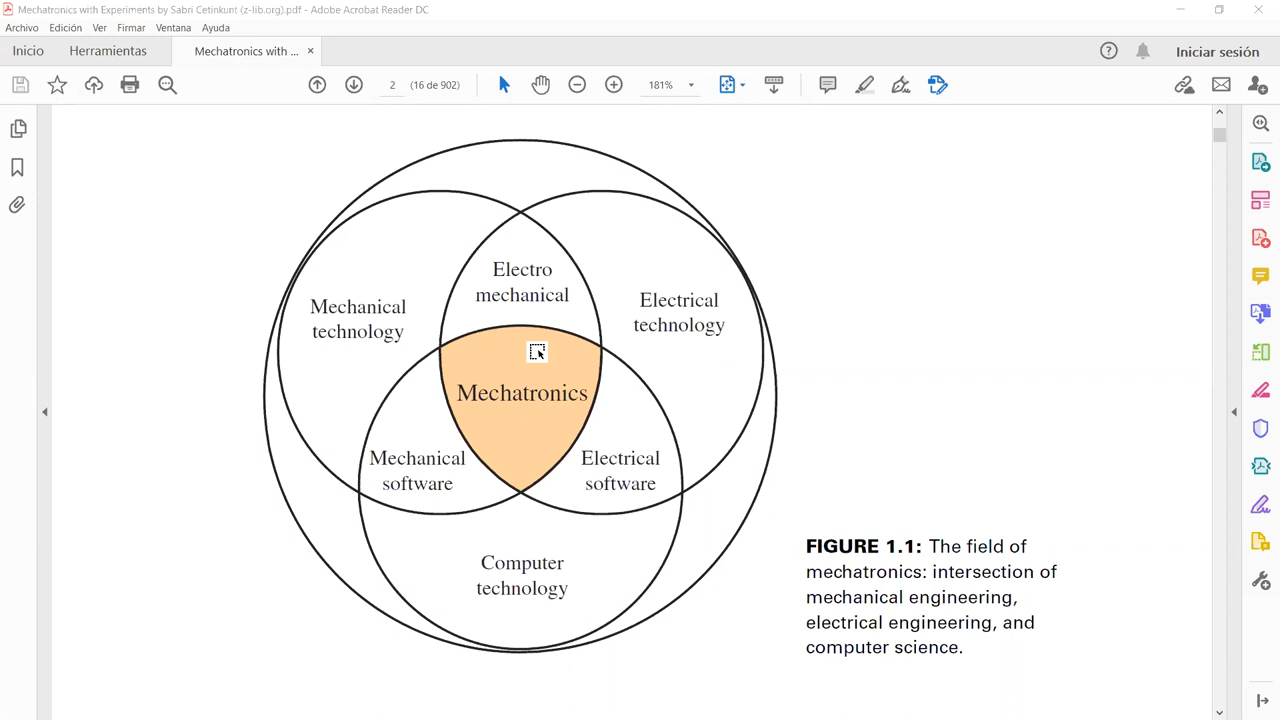 Mechatronics with Experiments by Sabri Cetinkunt (z-lib.org).pdf - Adobe Acrobat Reader DC
Archivo Edición Ver Firmar Ventana Ayuda
Inicio Herramientas Mechatronics with ... × Iniciar sesión
2 (16 de 902) 181%
Electro
mechanical
Mechanical
technology
Electrical
technology
Mechatronics
Mechanical
software
Electrical
software
Computer
technology
FIGURE 1.1: The field of
mechatronics: intersection of
mechanical engineering,
electrical engineering, and
computer science.